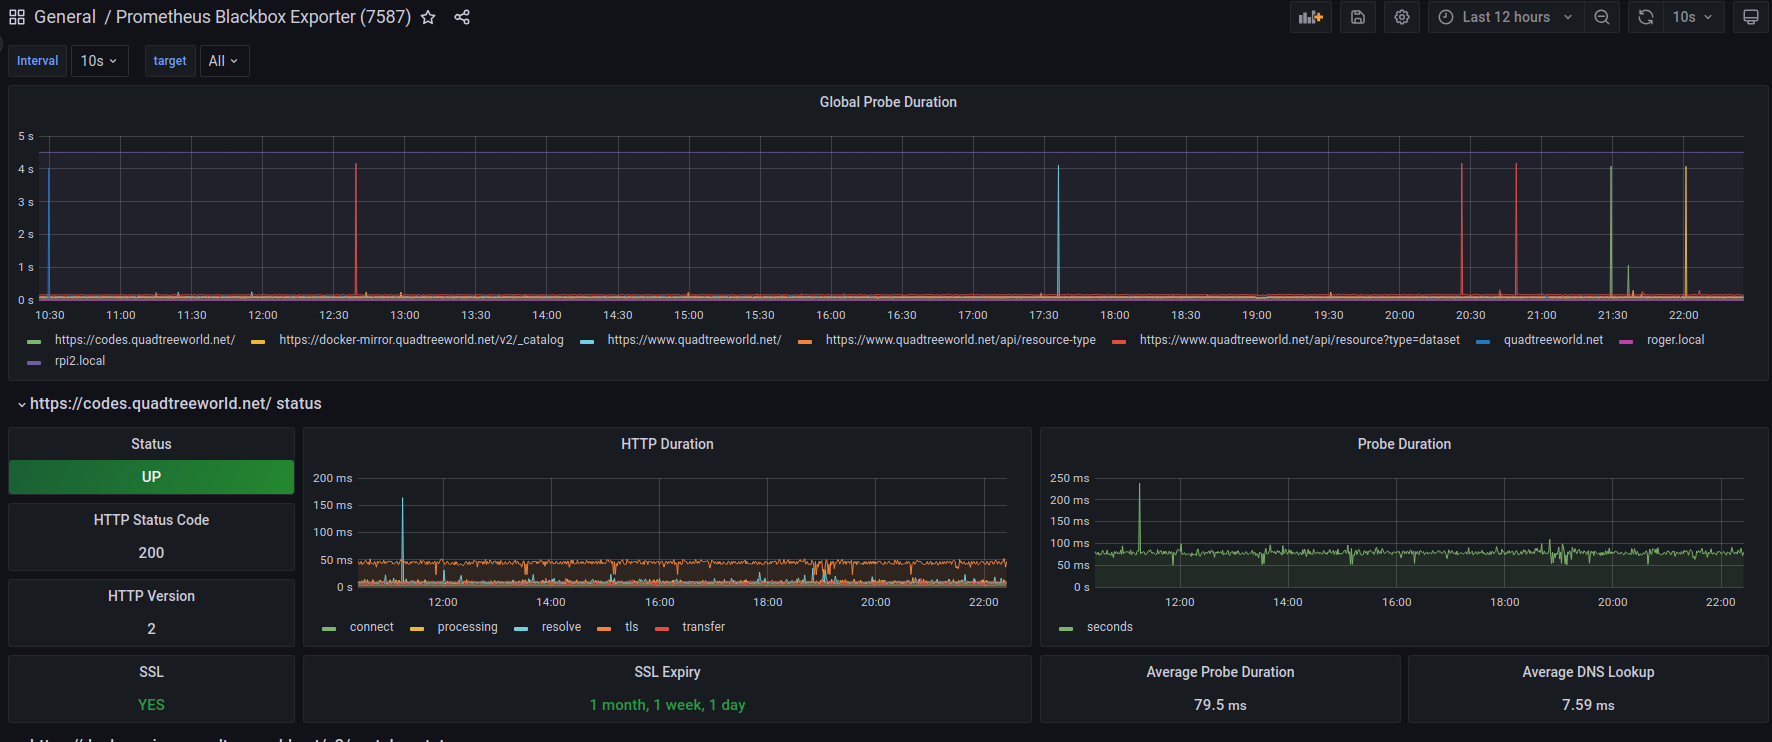 General / Prometheus Blackbox Exporter (7587)
Last 12 hours
10s
Interval
10s
target
All
Global Probe Duration
5 s
4 s
3 s
2 s
1 s
0 s
10:30 11:00 11:30 12:00 12:30 13:00 13:30 14:00 14:30 15:00 15:30 16:00 16:30 17:00 17:30 18:00 18:30 19:00 19:30 20:00 20:30 21:00 21:30 22:00
https://codes.quadtreeworld.net/ https://docker-mirror.quadtreeworld.net/v2/_catalog https://www.quadtreeworld.net/ https://www.quadtreeworld.net/api/resource-type https://www.quadtreeworld.net/api/resource?type=dataset quadtreeworld.net roger.local
rpi2.local
https://codes.quadtreeworld.net/ status
Status
UP
HTTP Status Code
200
HTTP Version
2
SSL
YES
HTTP Duration
200 ms
150 ms
100 ms
50 ms
0 s
12:00 14:00 16:00 18:00 20:00 22:00
connect processing resolve tls transfer
Probe Duration
250 ms
200 ms
150 ms
100 ms
50 ms
0 s
12:00 14:00 16:00 18:00 20:00 22:00
seconds
SSL Expiry
1 month, 1 week, 1 day
Average Probe Duration
79.5 ms
Average DNS Lookup
7.59 ms